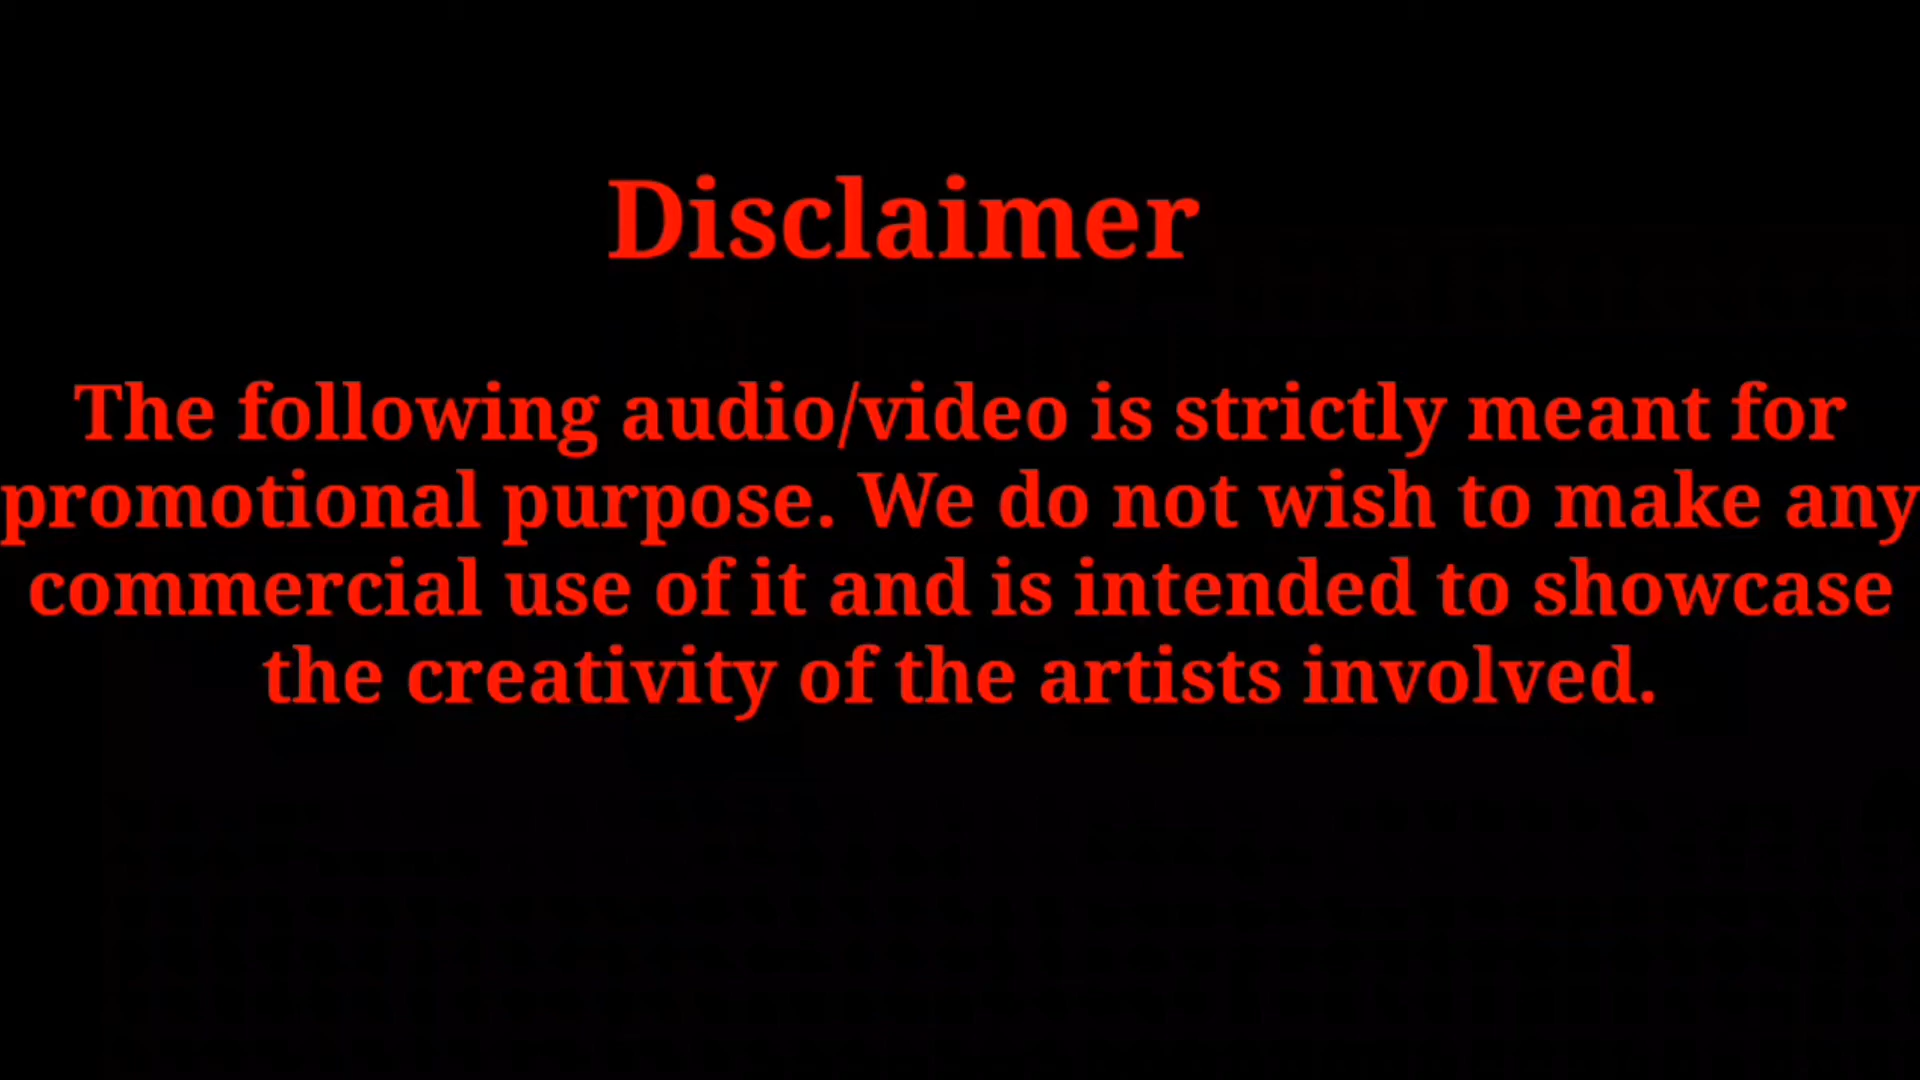 Disclaimer
The following audio/video is strictly meant for
promotional purpose. We do not wish to make any
commercial use of it and is intended to showcase
the creativity of the artists involved.